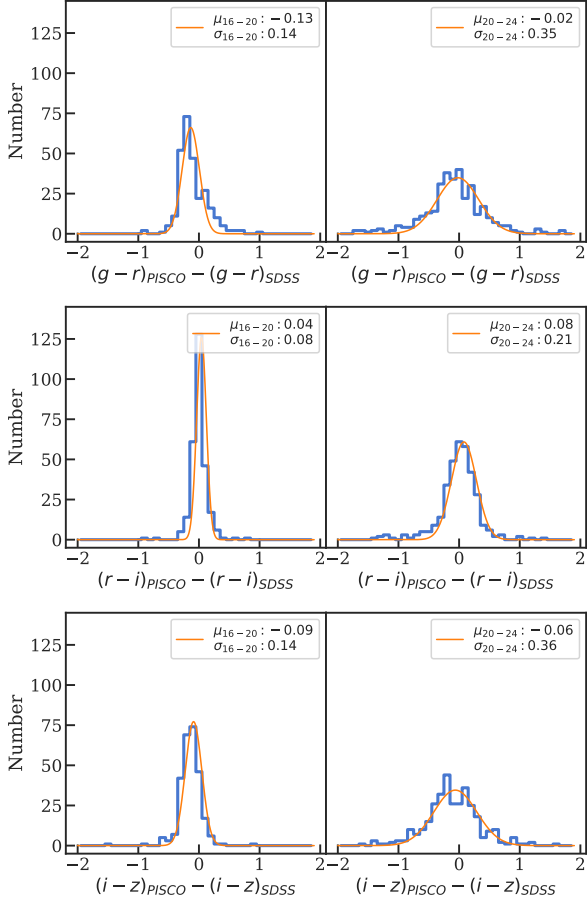 μ₁₆₋₂₀ : −0.13
σ₁₆₋₂₀ : 0.14
μ₂₀₋₂₄ : −0.02
σ₂₀₋₂₄ : 0.35
125
100
75
50
25
0
Number
−2 −1 0 1 2 −1 0 1 2
(g − r)PISCO − (g − r)SDSS
(g − r)PISCO − (g − r)SDSS
μ₁₆₋₂₀ : 0.04
σ₁₆₋₂₀ : 0.08
μ₂₀₋₂₄ : 0.08
σ₂₀₋₂₄ : 0.21
125
100
75
50
25
0
Number
−2 −1 0 1 −2 −1 0 1 2
(r − i)PISCO − (r − i)SDSS
(r − i)PISCO − (r − i)SDSS
μ₁₆₋₂₀ : −0.09
σ₁₆₋₂₀ : 0.14
μ₂₀₋₂₄ : −0.06
σ₂₀₋₂₄ : 0.36
125
100
75
50
25
0
Number
−2 −1 0 1 −2 −1 0 1 2
(i − z)PISCO − (i − z)SDSS
(i − z)PISCO − (i − z)SDSS